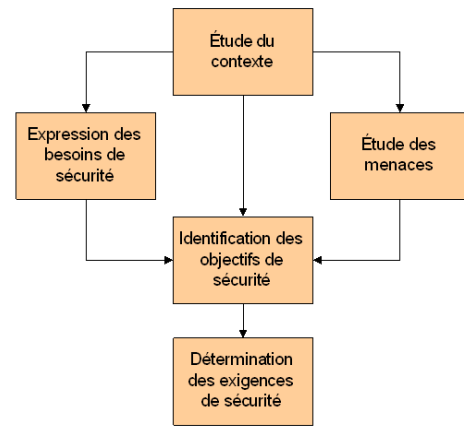 Étude du
contexte
Expression des
besoins de
sécurité
Étude des
menaces
Identification des
objectifs de
sécurité
Détermination
des exigences
de sécurité